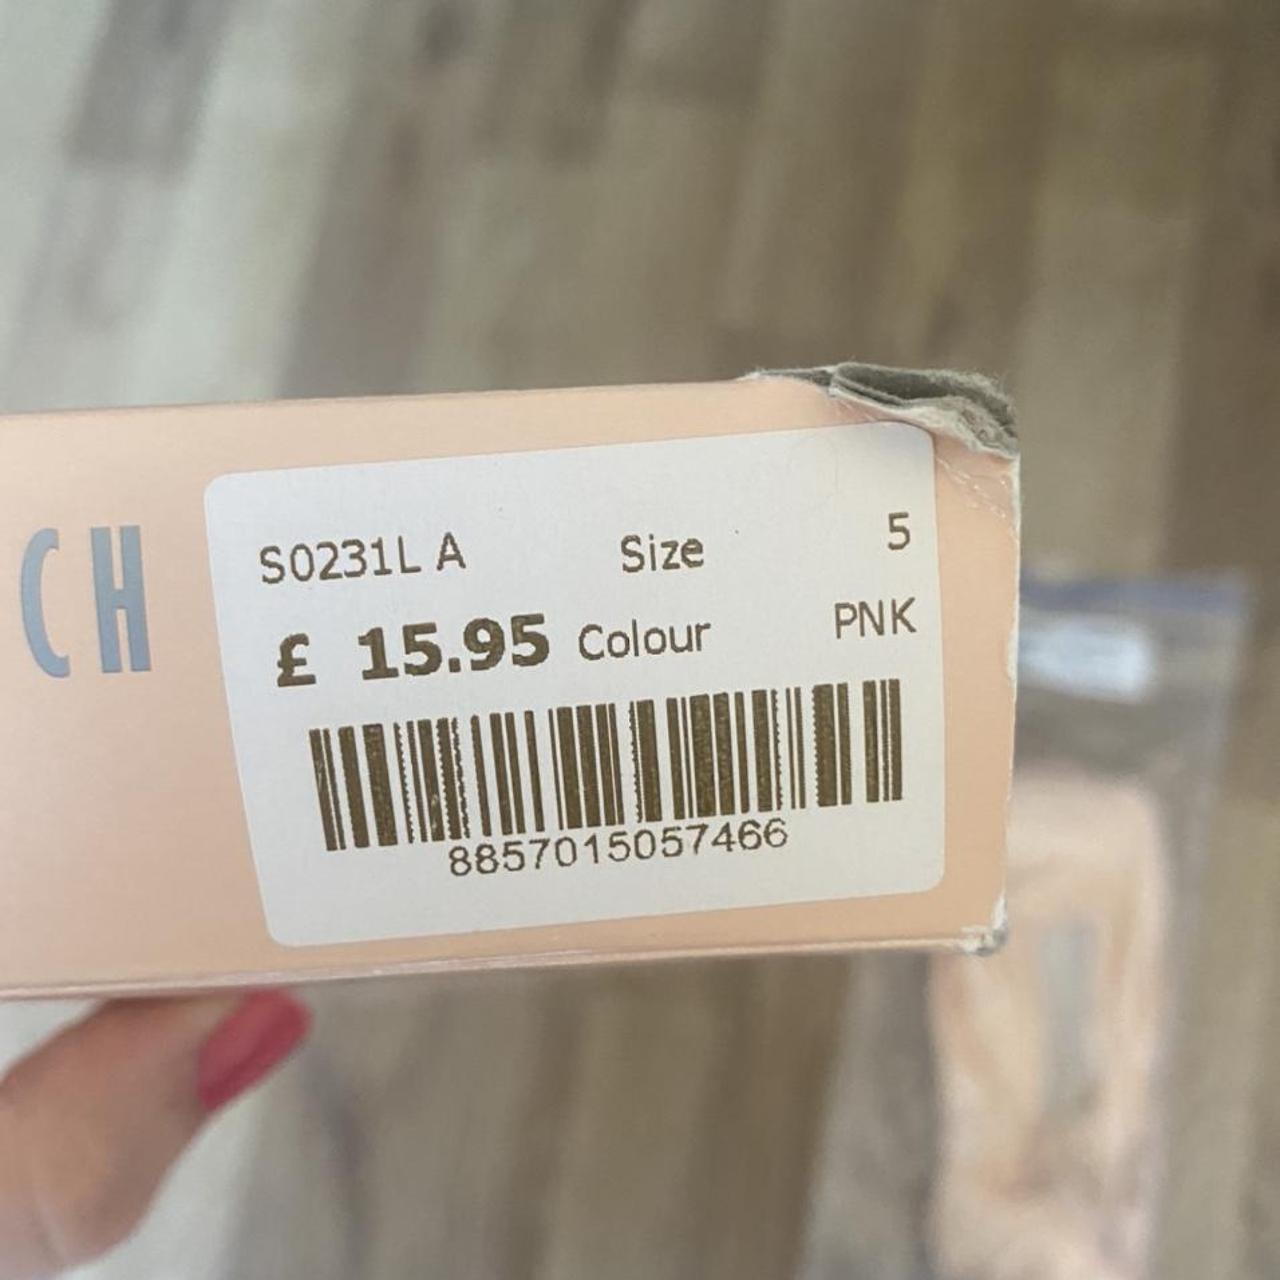 CH
S0231L A Size 5
£ 15.95 Colour PNK
8857015057466